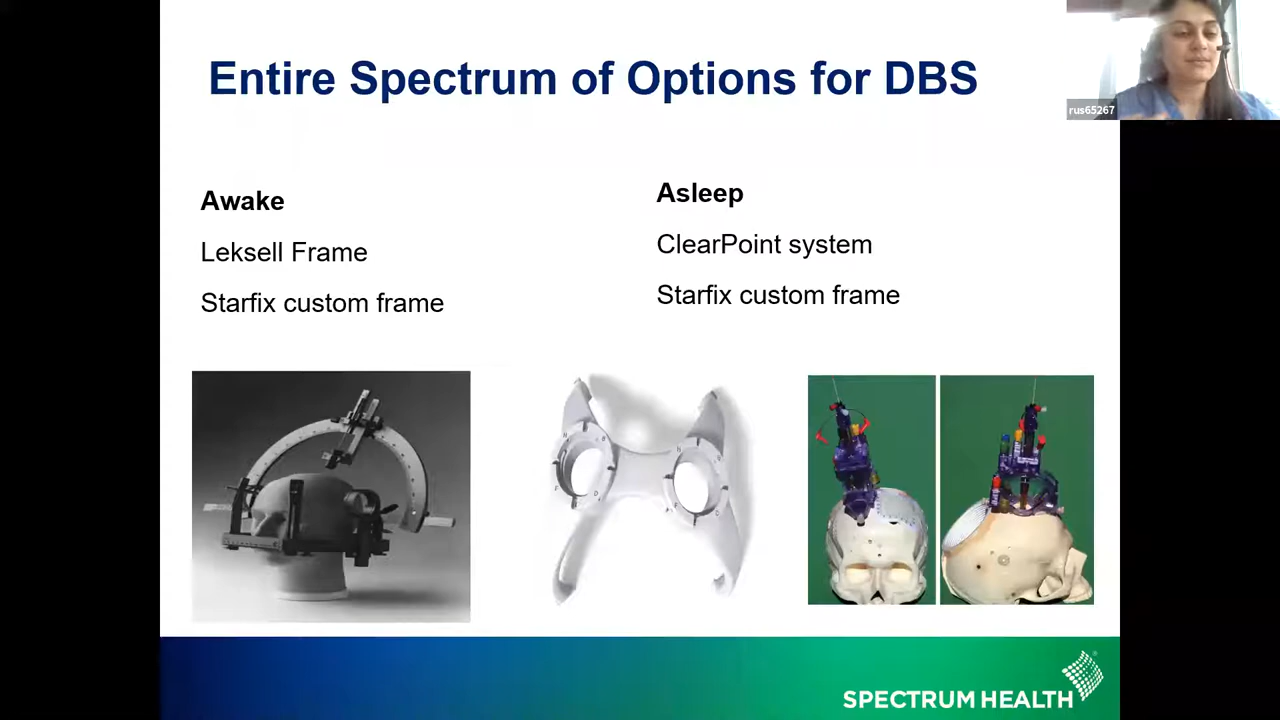 Entire Spectrum of Options for DBS
rus65267
Awake
Leksell Frame
Starfix custom frame
Asleep
ClearPoint system
Starfix custom frame
SPECTRUM HEALTH